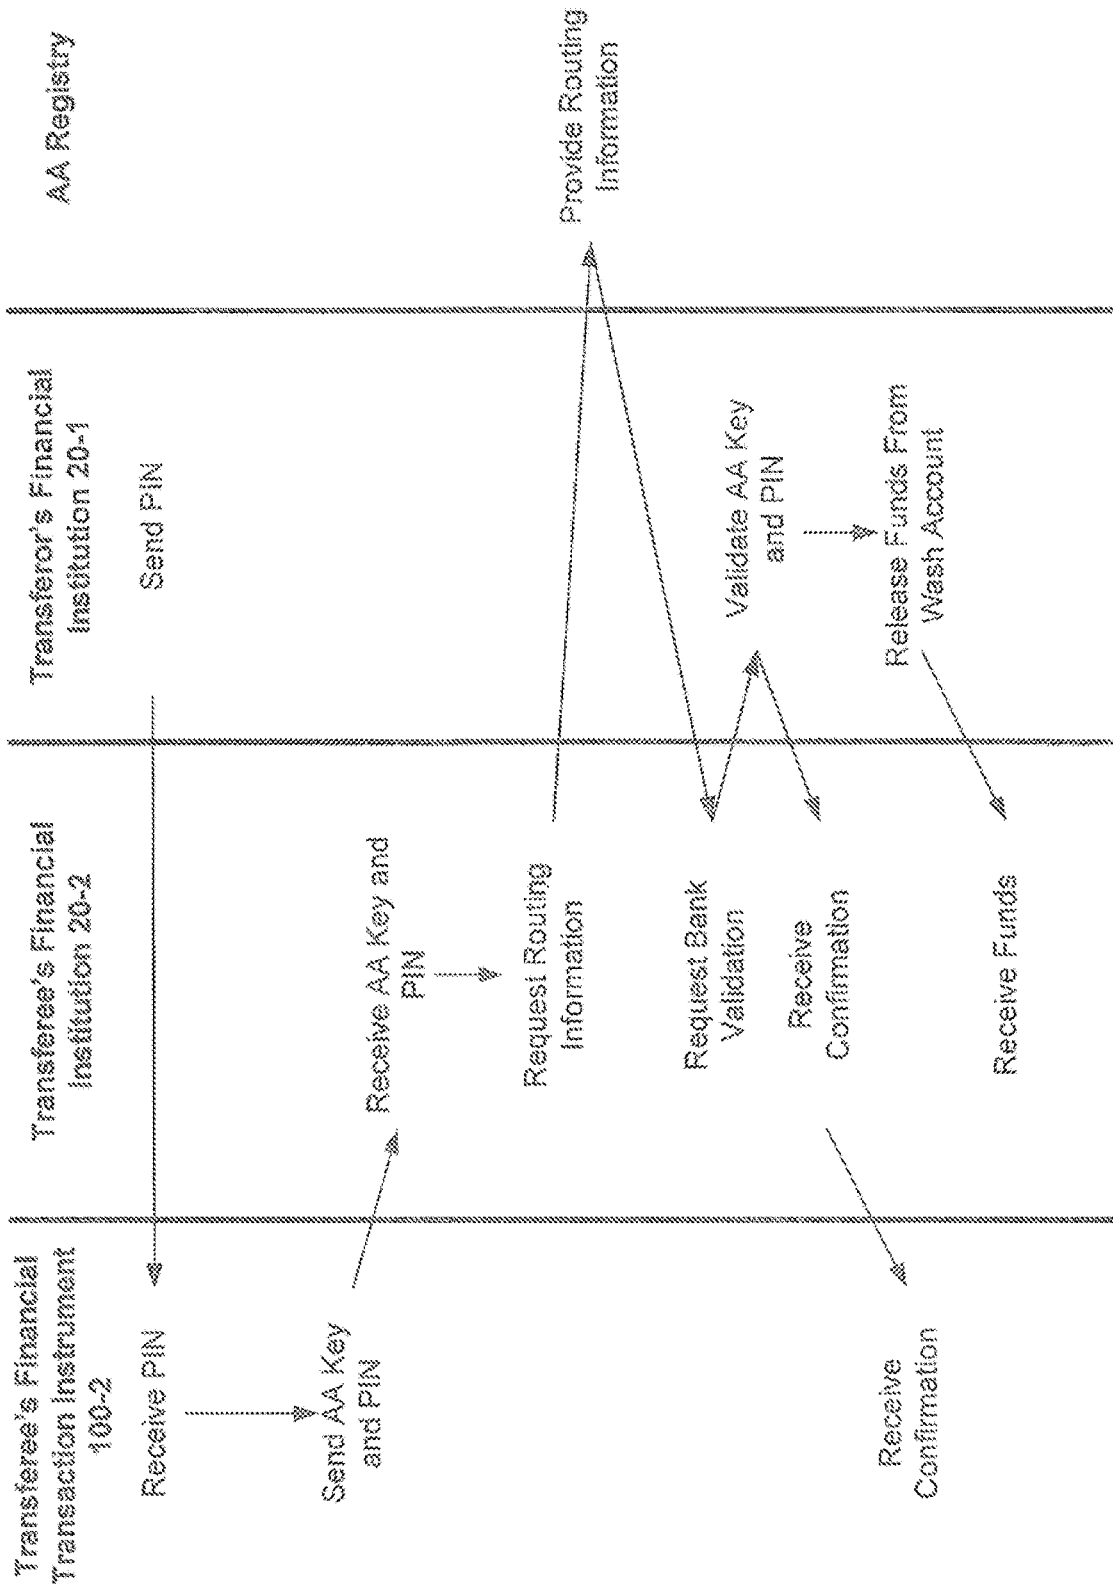 Transferee's Financial
Transaction Instrument
100-2
Transferee's Financial
Institution 20-2
Transferor's Financial
Institution 20-1
AA Registry
Receive PIN
Send PIN
Send AA Key
and PIN
Receive AA Key and
PIN
Request Routing
Information
Provide Routing
Information
Request Bank
Validation
Validate AA Key
and PIN
Receive
Confirmation
Receive
Confirmation
Release Funds From
Wash Account
Receive Funds